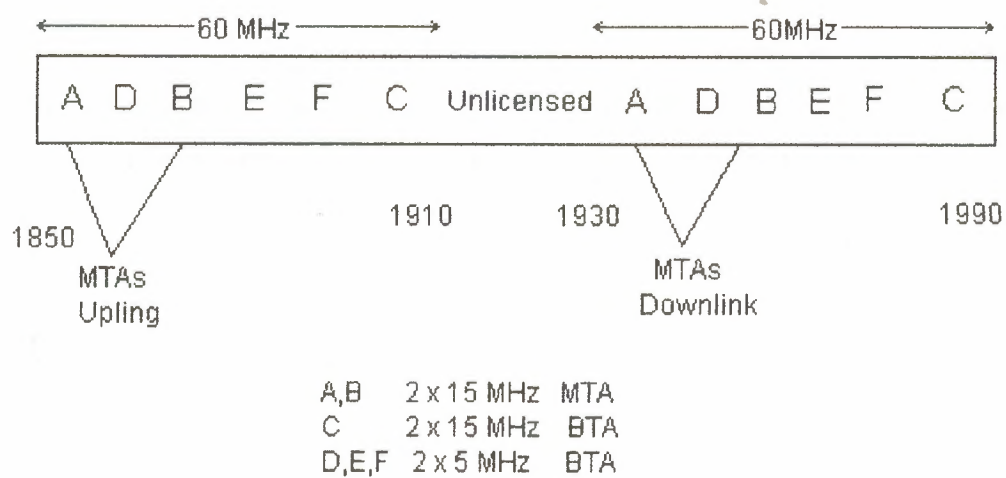 60 MHz 60MHz
A D B E F C Unlicensed A D B E F C
1850 1910 1930 1990
MTAs MTAs
Upling Downlink
A,B 2 x 15 MHz MTA
C 2 x 15 MHz BTA
D,E,F 2 x 5 MHz BTA